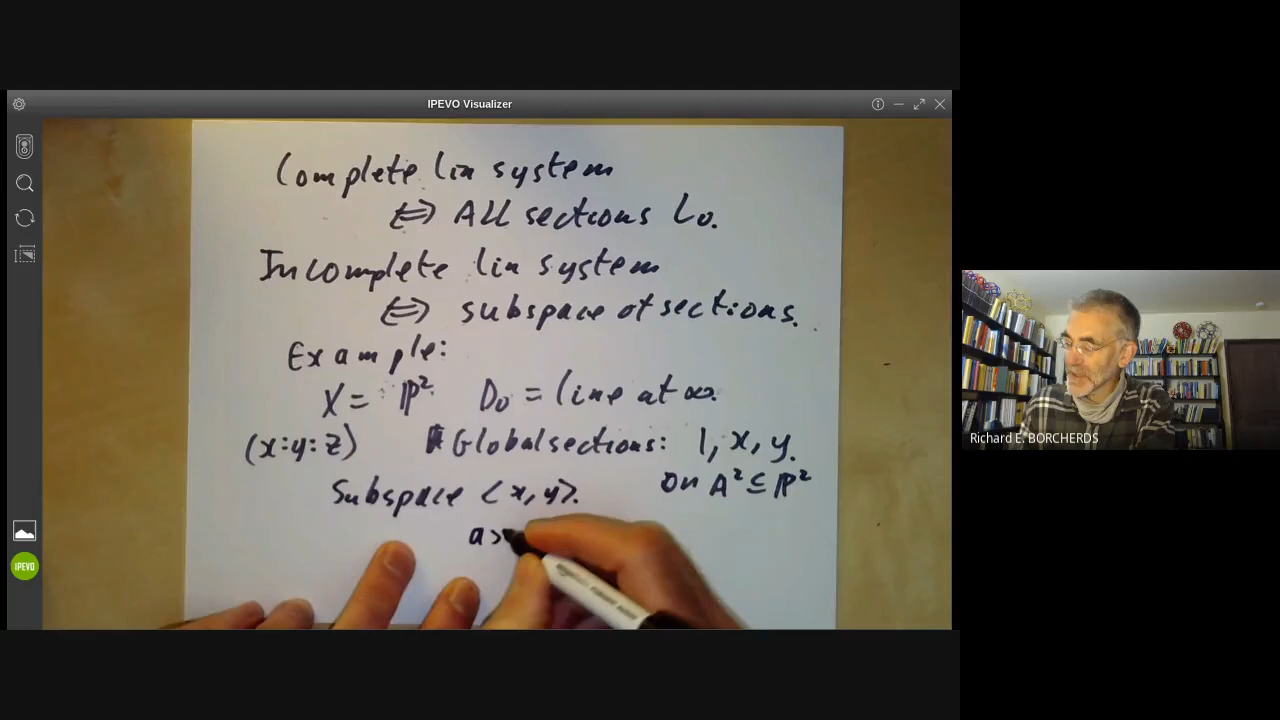 IPEVO Visualizer
Complete lin system
⇔ All sections L₀.
Incomplete lin system
⇔ subspace of sections.
Example:
X = ℙ² D₀ = line at ∞.
(x:y:z) Global sections: 1, x, y.
on A² ⊆ ℙ²
Subspace <x, y>.
ax
IPEVO
Richard E. BORCHERDS